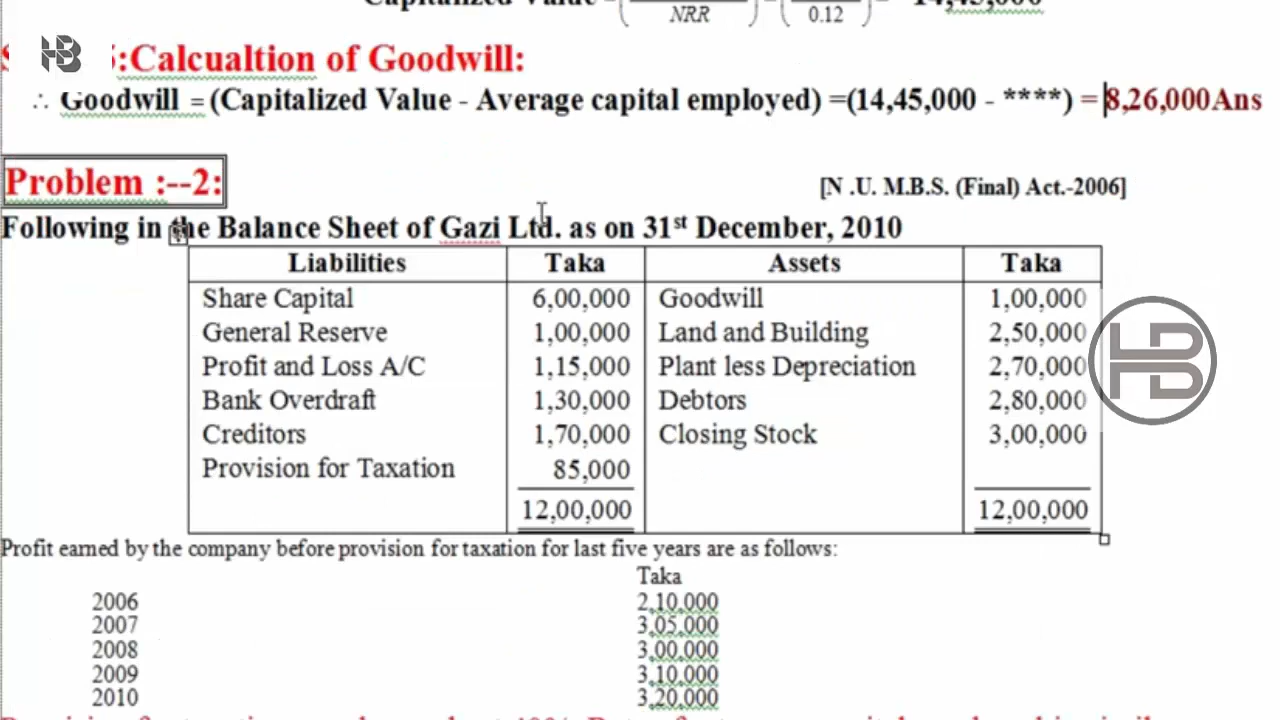 NRR 0.12
:Calcualtion of Goodwill:
∴ Goodwill = (Capitalized Value - Average capital employed) =(14,45,000 - ****) = 8,26,000Ans
Problem :--2:
[N .U. M.B.S. (Final) Act.-2006]
Following in the Balance Sheet of Gazi Ltd. as on 31st December, 2010
Liabilities Taka Assets Taka
Share Capital 6,00,000 Goodwill 1,00,000
General Reserve 1,00,000 Land and Building 2,50,000
Profit and Loss A/C 1,15,000 Plant less Depreciation 2,70,000
Bank Overdraft 1,30,000 Debtors 2,80,000
Creditors 1,70,000 Closing Stock 3,00,000
Provision for Taxation 85,000
12,00,000 12,00,000
Profit earned by the company before provision for taxation for last five years are as follows:
Taka
2006 2,10,000
2007 3,05,000
2008 3,00,000
2009 3,10,000
2010 3,20,000